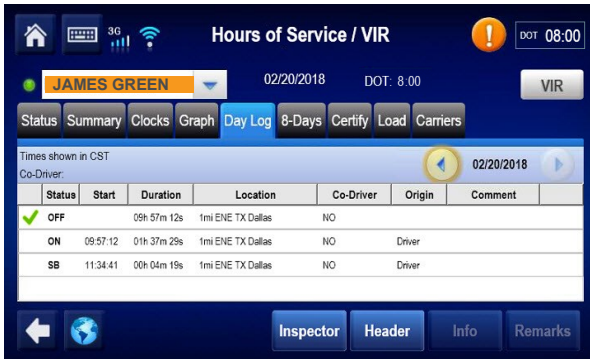 3G Hours of Service / VIR ! DOT 08:00
JAMES GREEN 02/20/2018 DOT: 8:00 VIR
Status Summary Clocks Graph Day Log 8-Days Certify Load Carriers
Times shown in CST
Co-Driver: 02/20/2018
Status Start Duration Location Co-Driver Origin Comment
OFF 09h 57m 12s 1mi ENE TX Dallas NO
ON 09:57:12 01h 37m 29s 1mi ENE TX Dallas NO Driver
SB 11:34:41 00h 04m 19s 1mi ENE TX Dallas NO Driver
Inspector Header Info Remarks